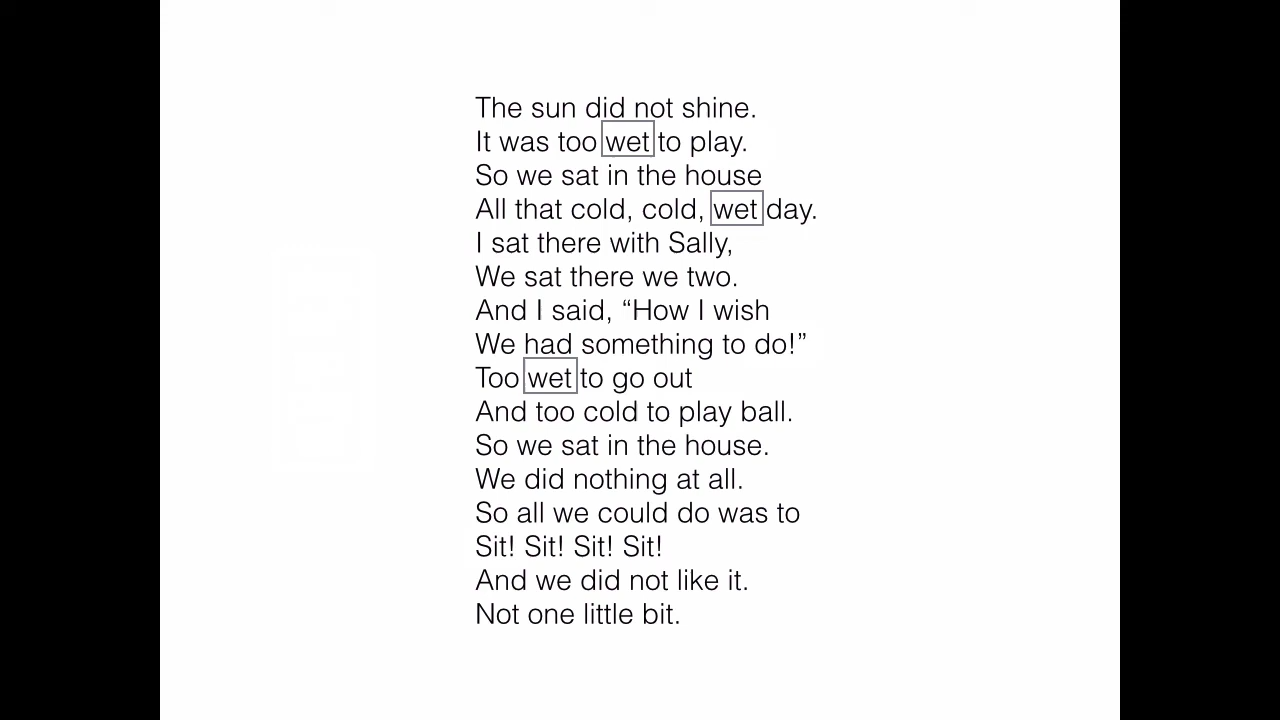 The sun did not shine.
It was too wet to play.
So we sat in the house
All that cold, cold, wet day.
I sat there with Sally,
We sat there we two.
And I said, “How I wish
We had something to do!”
Too wet to go out
And too cold to play ball.
So we sat in the house.
We did nothing at all.
So all we could do was to
Sit! Sit! Sit! Sit!
And we did not like it.
Not one little bit.